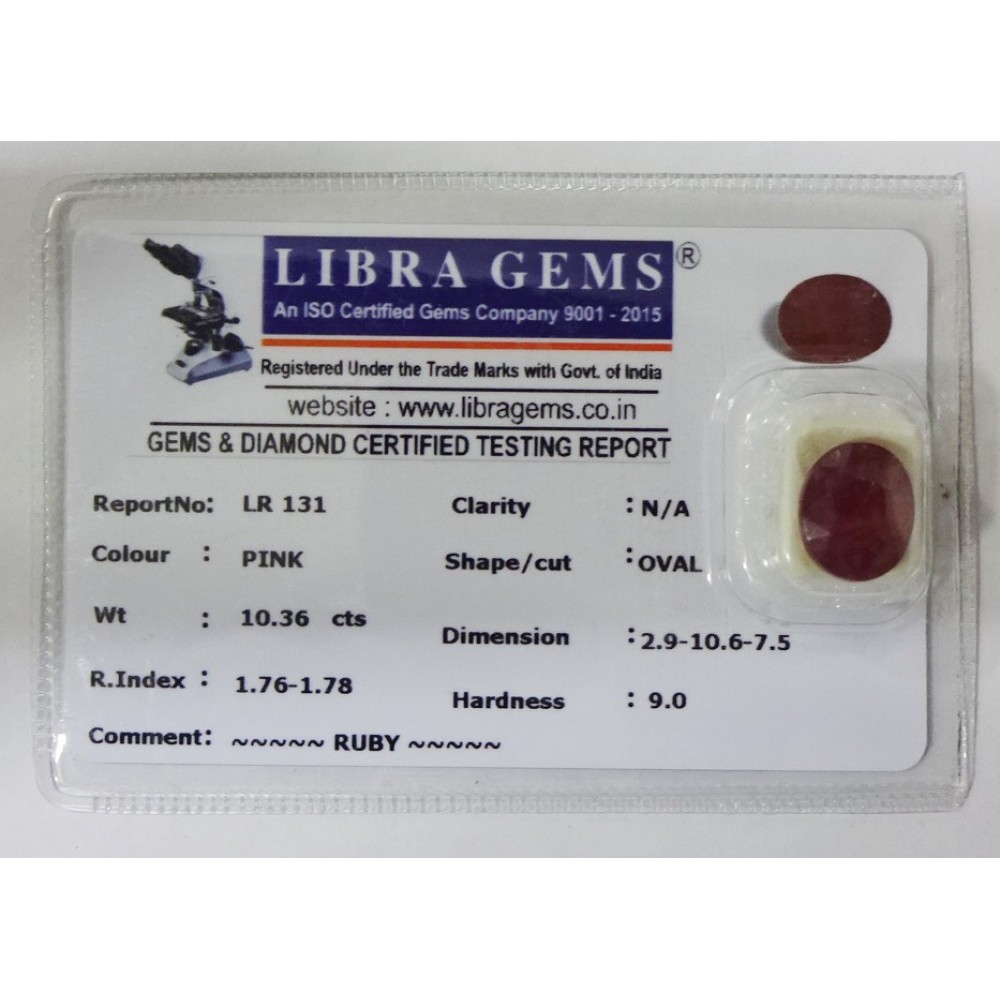 LIBRA GEMS ®
An ISO Certified Gems Company 9001 - 2015
Registered Under the Trade Marks with Govt. of India
website : www.libragems.co.in
GEMS & DIAMOND CERTIFIED TESTING REPORT
ReportNo: LR 131 Clarity : N/A
Colour : PINK Shape/cut : OVAL
Wt : 10.36 cts Dimension : 2.9-10.6-7.5
R.Index : 1.76-1.78 Hardness : 9.0
Comment: ~~~~~ RUBY ~~~~~